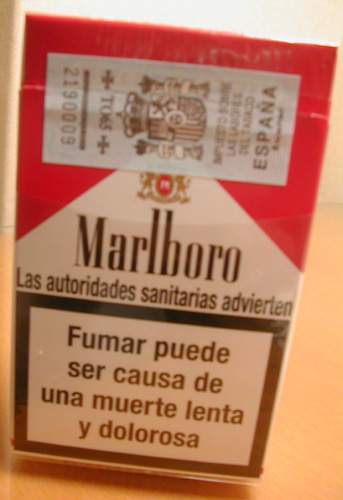 2190009
TUAS
IMPUESTO SOBRE
LAS LABORES
DEL TABACO
ESPAÑA
Marlboro
Las autoridades sanitarias advierten
Fumar puede
ser causa de
una muerte lenta
y dolorosa